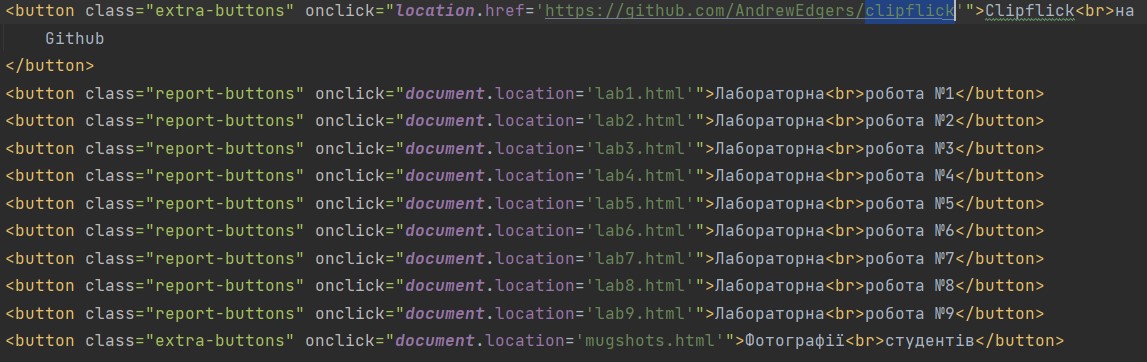 <button class="extra-buttons" onclick="location.href='https://github.com/AndrewEdgers/clipflick'">Clipflick<br>на
Github
</button>
<button class="report-buttons" onclick="document.location='lab1.html'">Лабораторна<br>робота №1</button>
<button class="report-buttons" onclick="document.location='lab2.html'">Лабораторна<br>робота №2</button>
<button class="report-buttons" onclick="document.location='lab3.html'">Лабораторна<br>робота №3</button>
<button class="report-buttons" onclick="document.location='lab4.html'">Лабораторна<br>робота №4</button>
<button class="report-buttons" onclick="document.location='lab5.html'">Лабораторна<br>робота №5</button>
<button class="report-buttons" onclick="document.location='lab6.html'">Лабораторна<br>робота №6</button>
<button class="report-buttons" onclick="document.location='lab7.html'">Лабораторна<br>робота №7</button>
<button class="report-buttons" onclick="document.location='lab8.html'">Лабораторна<br>робота №8</button>
<button class="report-buttons" onclick="document.location='lab9.html'">Лабораторна<br>робота №9</button>
<button class="extra-buttons" onclick="document.location='mugshots.html'">Фотографії<br>студентів</button>